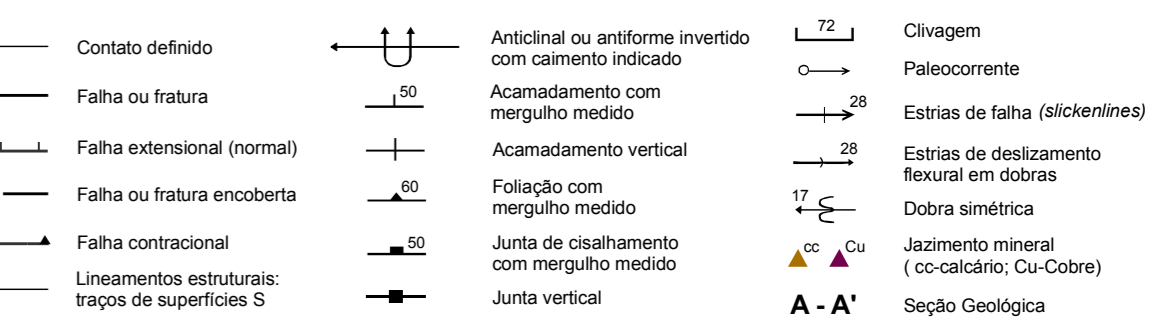 Contato definido
Falha ou fratura
Falha extensional (normal)
Falha ou fratura encoberta
Falha contracional
Lineamentos estruturais:
traços de superfícies S
Anticlinal ou antiforme invertido
com caimento indicado
50
Acamadamento com
mergulho medido
Acamadamento vertical
60
Foliação com
mergulho medido
50
Junta de cisalhamento
com mergulho medido
Junta vertical
72
Clivagem
Paleocorrente
28
Estrias de falha (slickenlines)
28
Estrias de deslizamento
flexural em dobras
17
Dobra simétrica
cc Cu
Jazimento mineral
( cc-calcário; Cu-Cobre)
A - A'
Seção Geológica